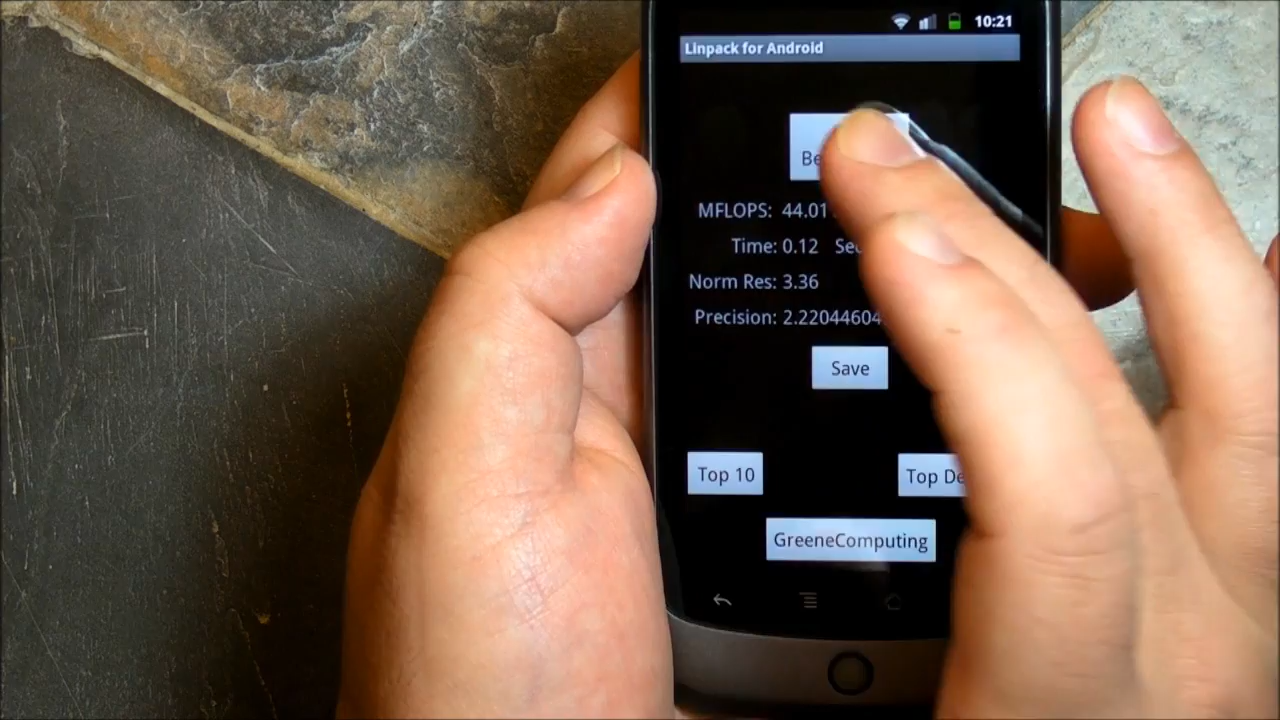 10:21
Linpack for Android
MFLOPS: 44.01
Time: 0.12
Norm Res: 3.36
Precision: 2.22044604
Save
Top 10
Top
GreeneComputing